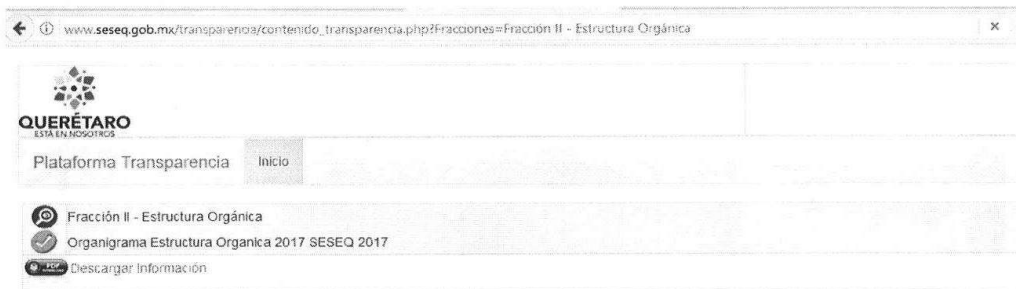 www.seseq.gob.mx/transparencia/contenido_transparencia.php?Fracciones=Fracción II - Estructura Orgánica
QUERÉTARO
ESTÁ EN NOSOTROS
Plataforma Transparencia Inicio
Fracción II - Estructura Orgánica
Organigrama Estructura Organica 2017 SESEQ 2017
PDF
Descargar Información